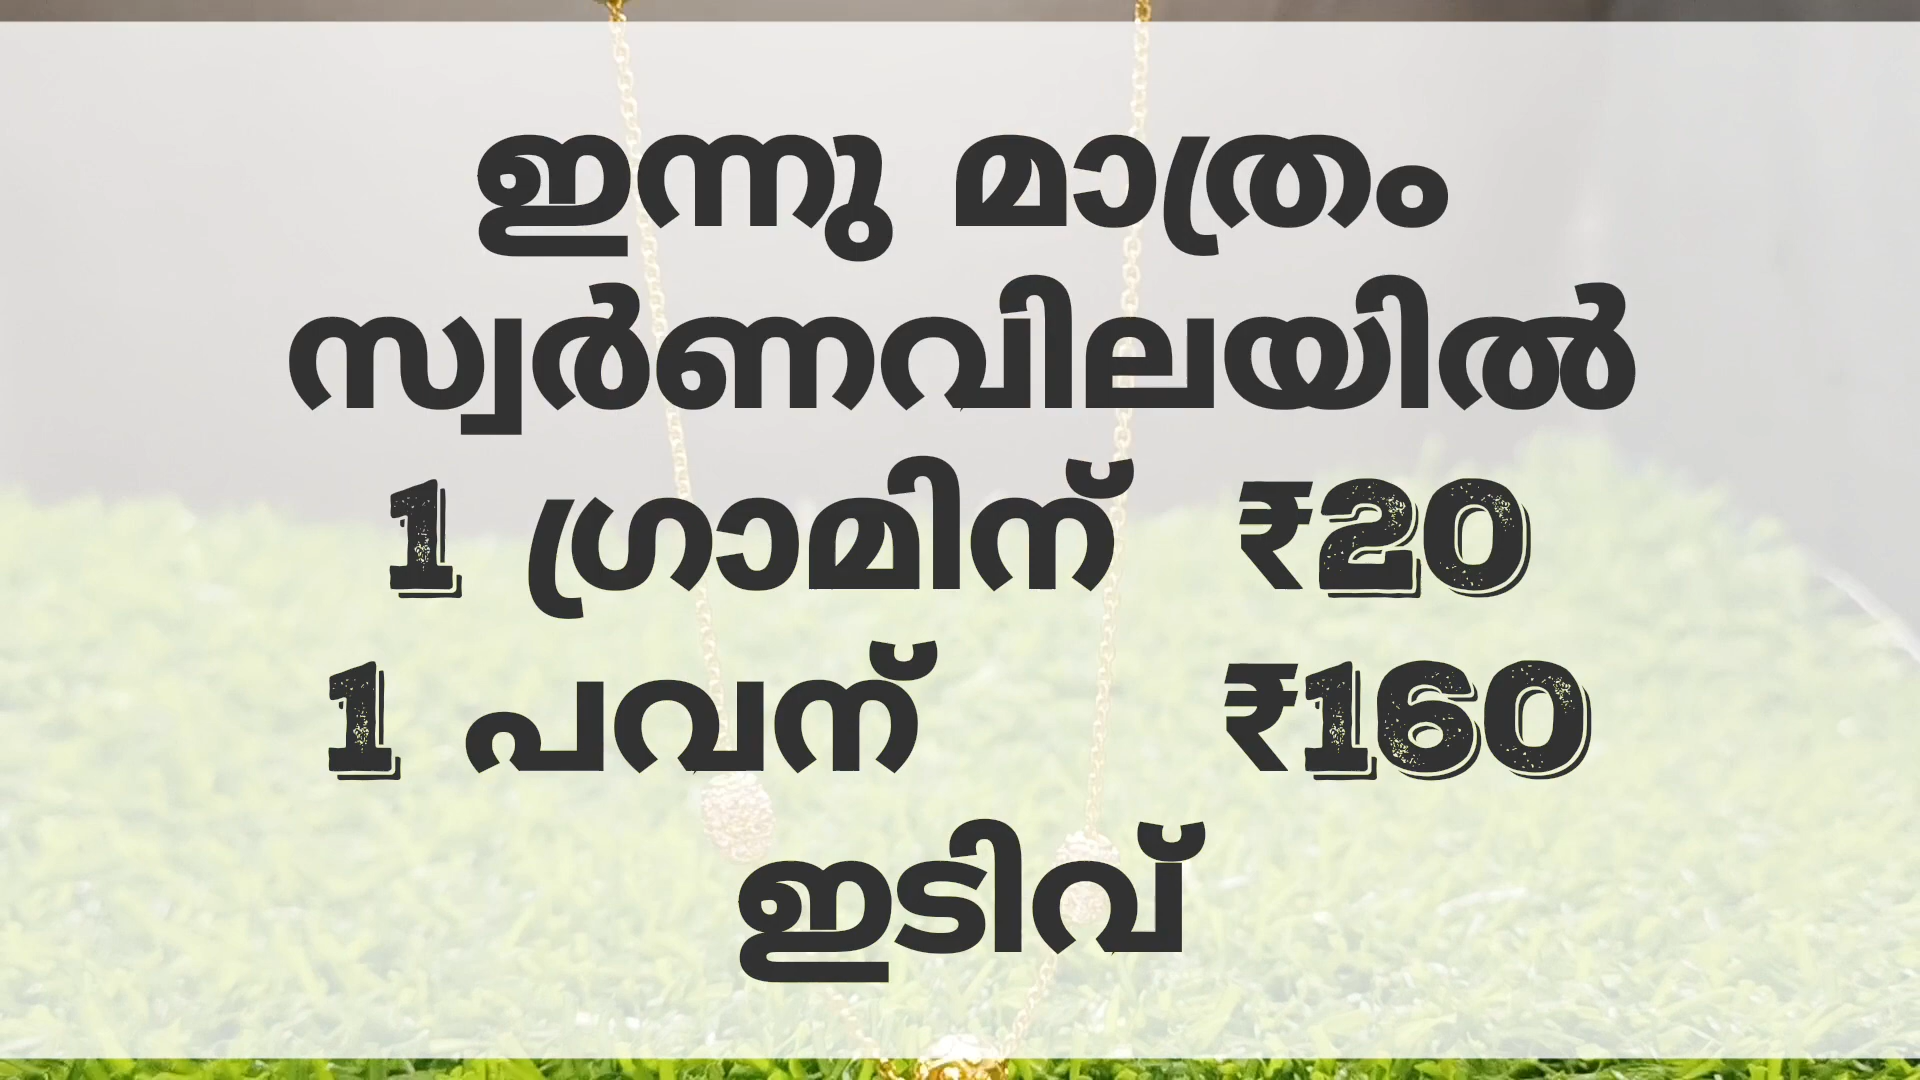 ഇന്നു മാത്രം
സ്വർണവിലയിൽ
1 ഗ്രാമിന് ₹20
1 പവന് ₹160
ഇടിവ്